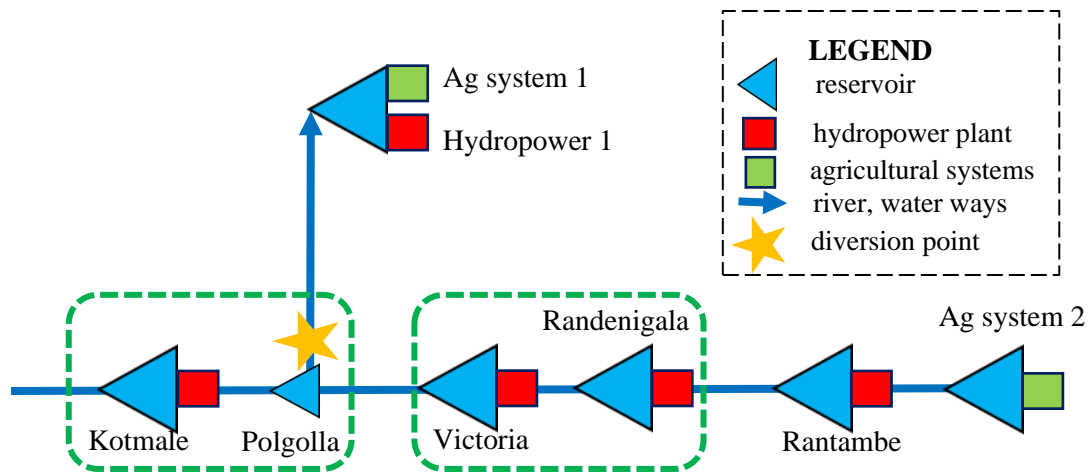 LEGEND
reservoir
hydropower plant
agricultural systems
river, water ways
diversion point
Ag system 1
Hydropower 1
Randenigala
Ag system 2
Kotmale
Polgolla
Victoria
Rantambe